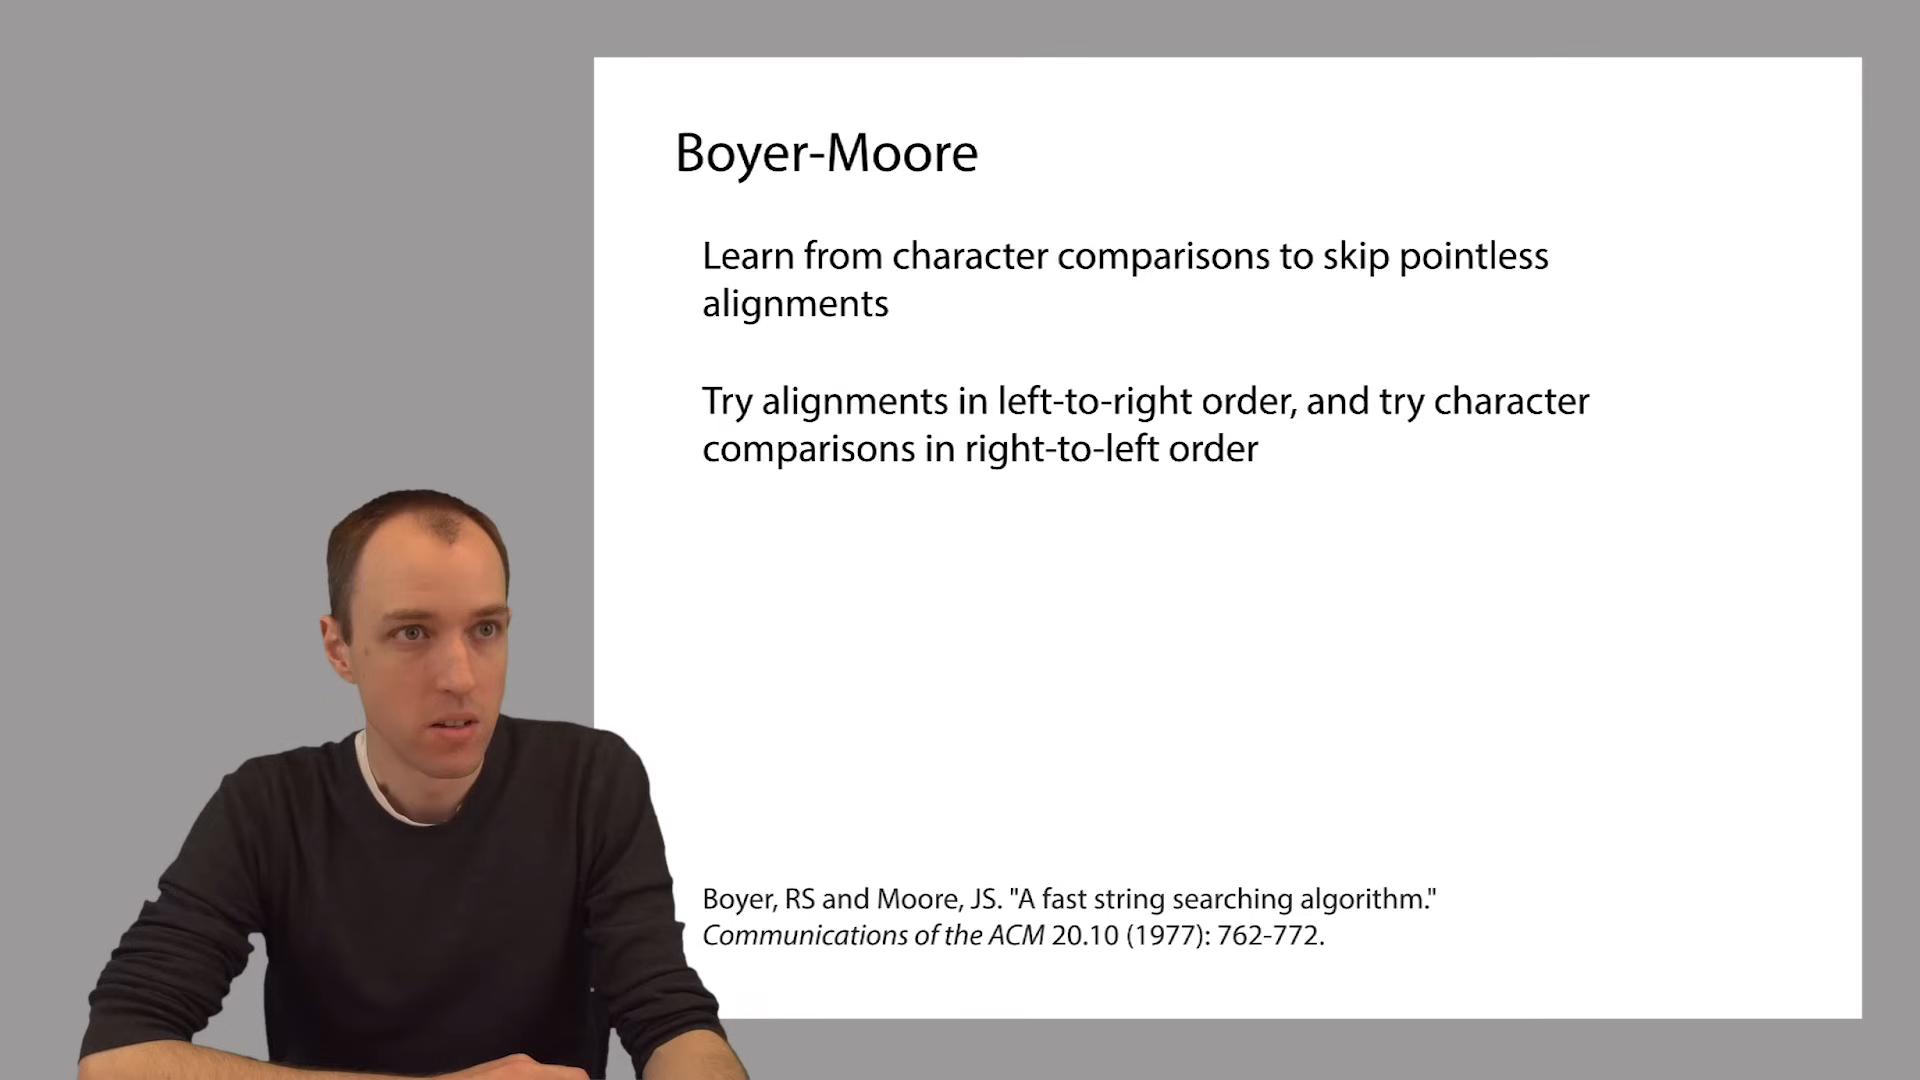 Boyer-Moore
Learn from character comparisons to skip pointless
alignments
Try alignments in left-to-right order, and try character
comparisons in right-to-left order
Boyer, RS and Moore, JS. "A fast string searching algorithm."
Communications of the ACM 20.10 (1977): 762-772.